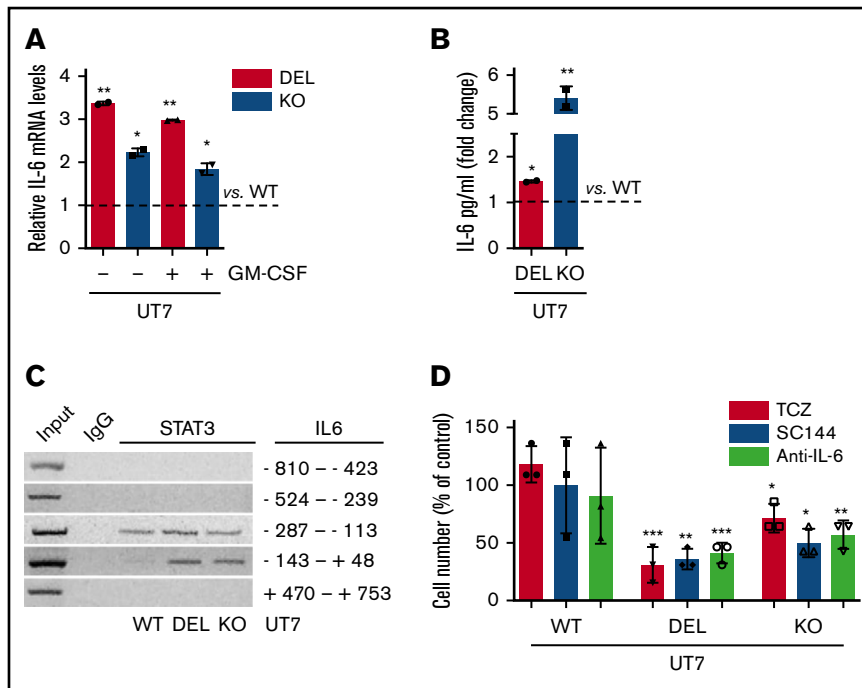 A
Relative IL-6 mRNA levels
4
3
2
1
0
** * ** *
DEL
KO
vs. WT
– – + + GM-CSF
UT7
B
IL-6 pg/ml (fold change)
6
5
2
1
0
* **
vs. WT
DEL KO
UT7
C
Input IgG STAT3 IL6
- 810 – - 423
- 524 – - 239
- 287 – - 113
- 143 – + 48
+ 470 – + 753
WT DEL KO UT7
D
Cell number (% of control)
150
100
50
0
TCZ
SC144
Anti-IL-6
*** ** *** * * **
WT DEL KO
UT7